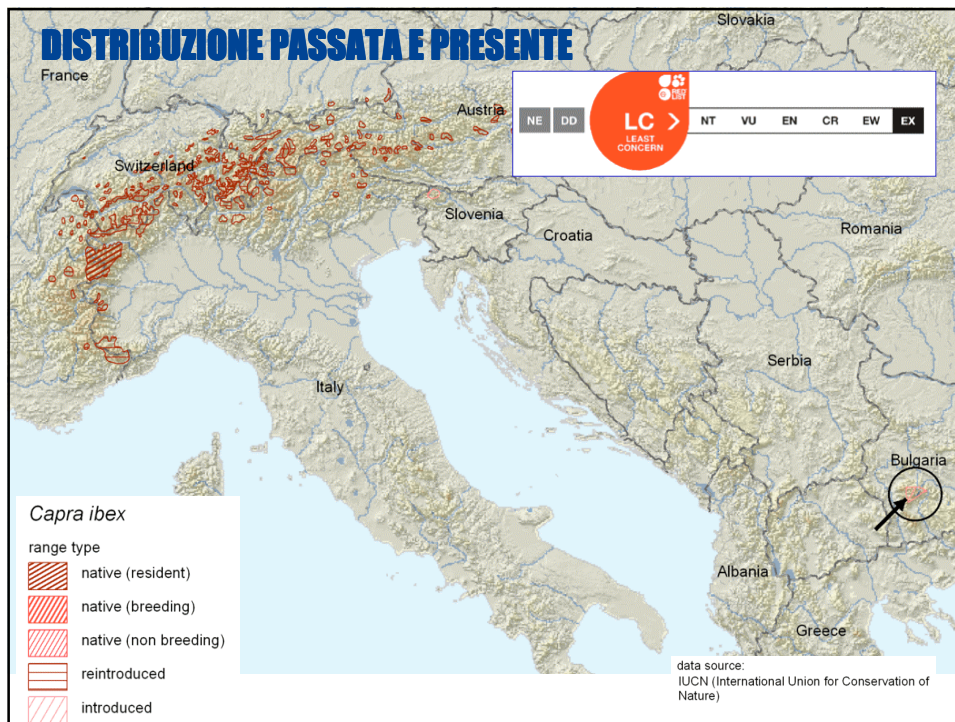 DISTRIBUZIONE PASSATA E PRESENTE
Slovakia
France
Austria
RED
LIST
NE
DD
LC
LEAST
CONCERN
NT
VU
EN
CR
EW
EX
Switzerland
Slovenia
Croatia
Romania
Serbia
Italy
Bulgaria
Albania
Greece
Capra ibex
range type
native (resident)
native (breeding)
native (non breeding)
reintroduced
introduced
data source:
IUCN (International Union for Conservation of
Nature)